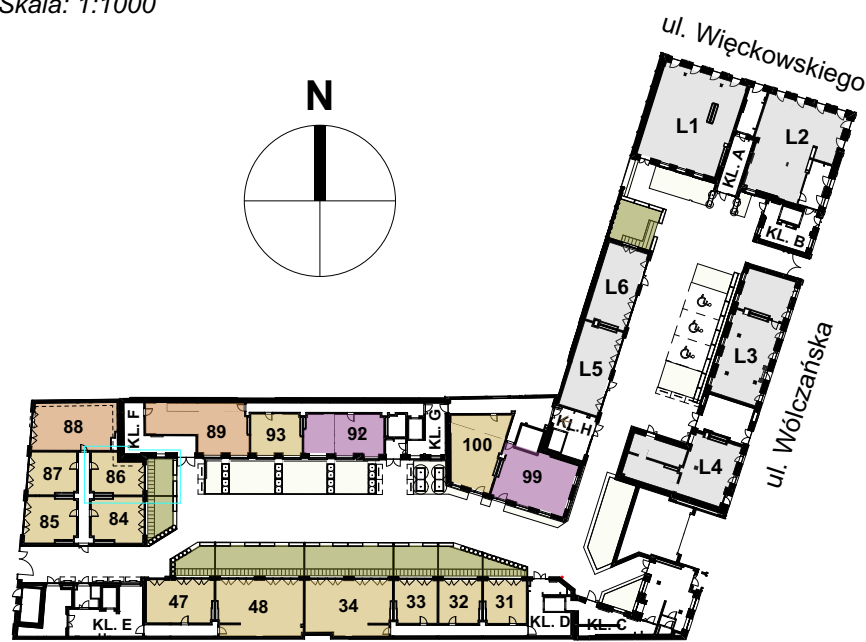 Skala: 1:1000
ul. Więckowskiego
N
L1
L2
KL. A
KL. B
L6
L3
ul. Wólczańska
L5
KL.H
L4
88
KL. F
89
93
92
KL. G
100
99
87
86
85
84
47
48
34
33
32
31
KL. E
KL. D
KL. C